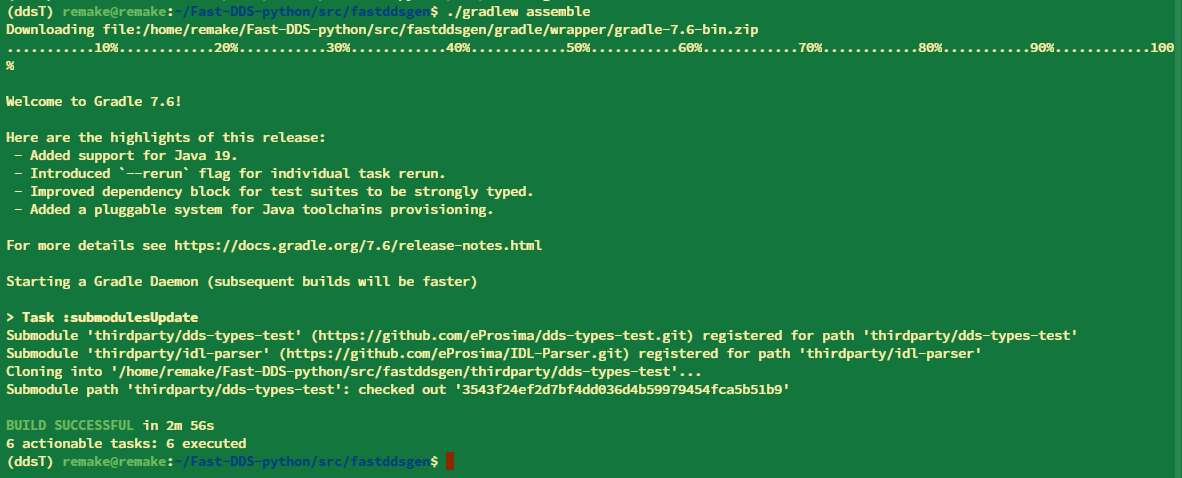 (ddsT) remake@remake:~/Fast-DDS-python/src/fastddsgen$ ./gradlew assemble
Downloading file:/home/remake/Fast-DDS-python/src/fastddsgen/gradle/wrapper/gradle-7.6-bin.zip
...........10%............20%...........30%............40%............50%...........60%............70%............80%...........90%............100
%
Welcome to Gradle 7.6!
Here are the highlights of this release:
 - Added support for Java 19.
 - Introduced `--rerun` flag for individual task rerun.
 - Improved dependency block for test suites to be strongly typed.
 - Added a pluggable system for Java toolchains provisioning.
For more details see https://docs.gradle.org/7.6/release-notes.html
Starting a Gradle Daemon (subsequent builds will be faster)
> Task :submodulesUpdate
Submodule 'thirdparty/dds-types-test' (https://github.com/eProsima/dds-types-test.git) registered for path 'thirdparty/dds-types-test'
Submodule 'thirdparty/idl-parser' (https://github.com/eProsima/IDL-Parser.git) registered for path 'thirdparty/idl-parser'
Cloning into '/home/remake/Fast-DDS-python/src/fastddsgen/thirdparty/dds-types-test'...
Submodule path 'thirdparty/dds-types-test': checked out '3543f24ef2d7bf4dd036d4b59979454fca5b51b9'
BUILD SUCCESSFUL in 2m 56s
6 actionable tasks: 6 executed
(ddsT) remake@remake:~/Fast-DDS-python/src/fastddsgen$